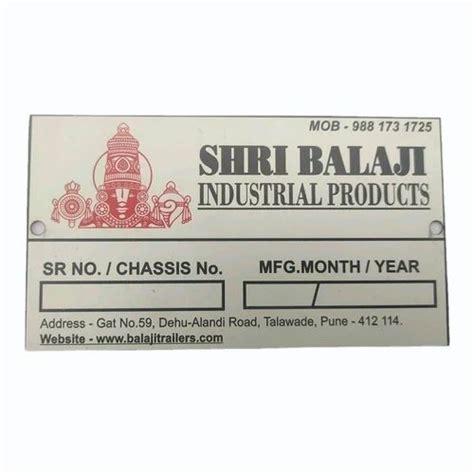 MOB - 988 173 1725
SHRI BALAJI
INDUSTRIAL PRODUCTS
SR NO. / CHASSIS No. MFG.MONTH / YEAR
/
Address - Gat No.59, Dehu-Alandi Road, Talawade, Pune - 412 114.
Website - www.balajitrailers.com